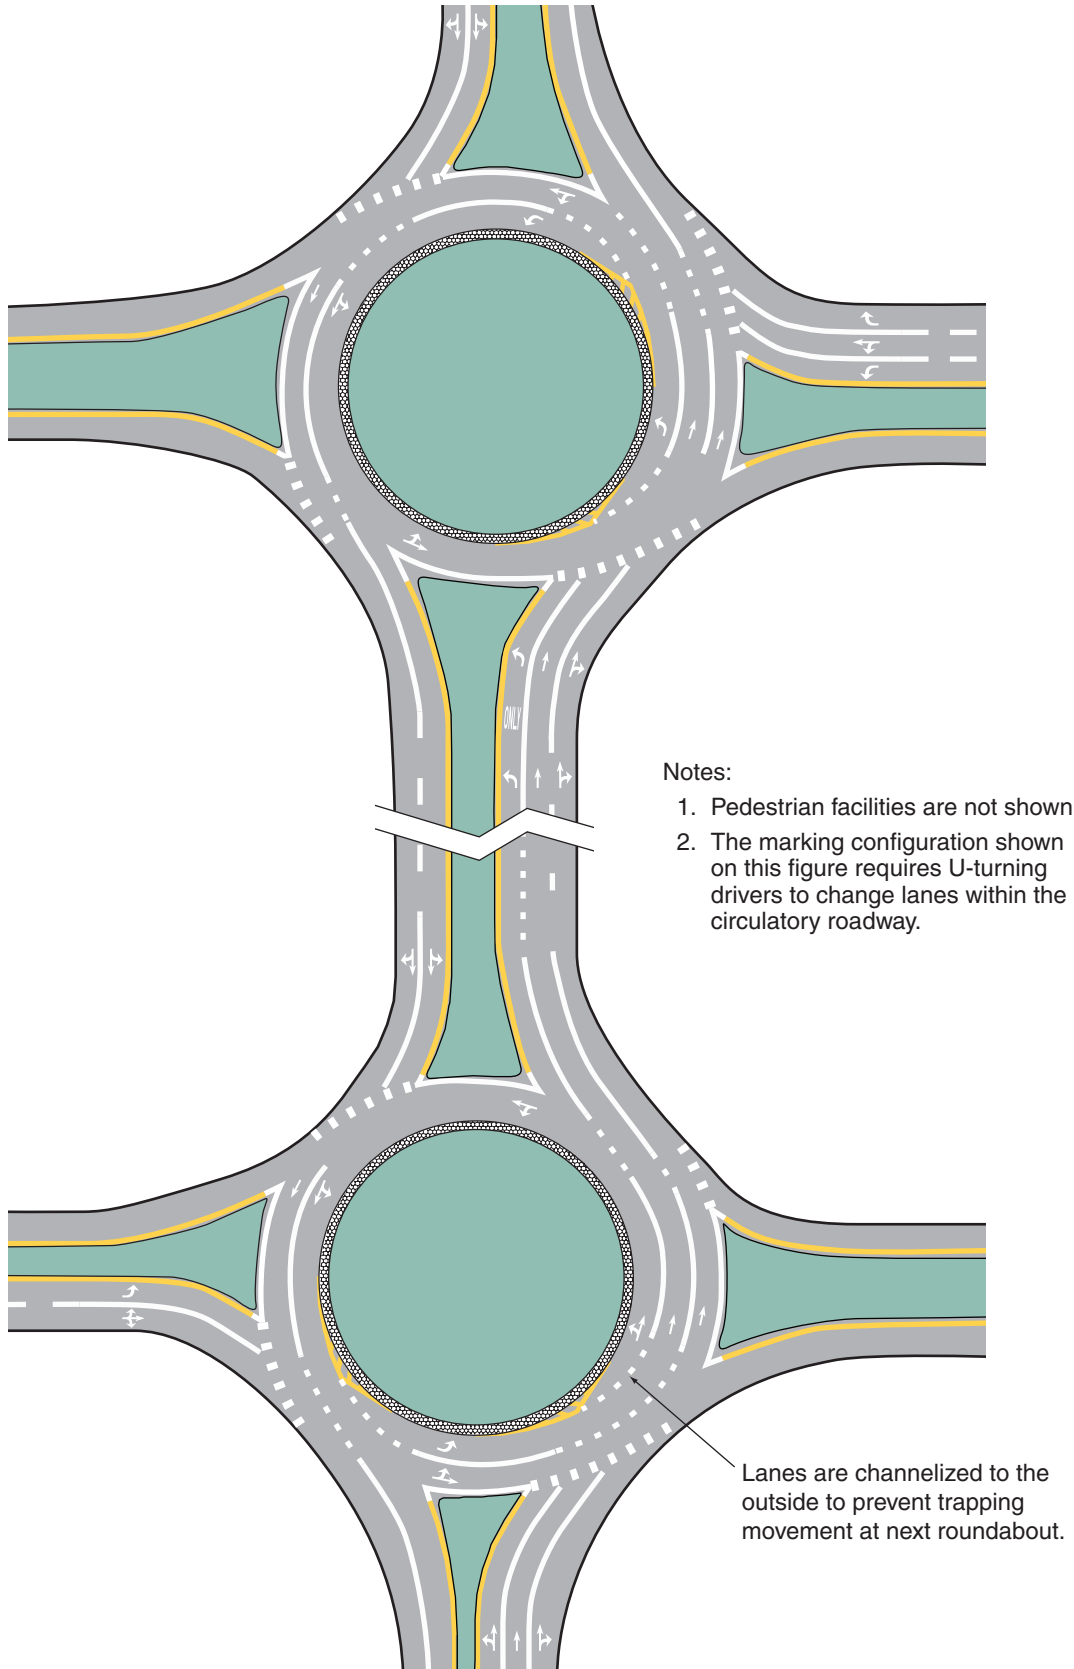 ONLY
Notes:
1. Pedestrian facilities are not shown
2. The marking configuration shown
on this figure requires U-turning
drivers to change lanes within the
circulatory roadway.
Lanes are channelized to the
outside to prevent trapping
movement at next roundabout.